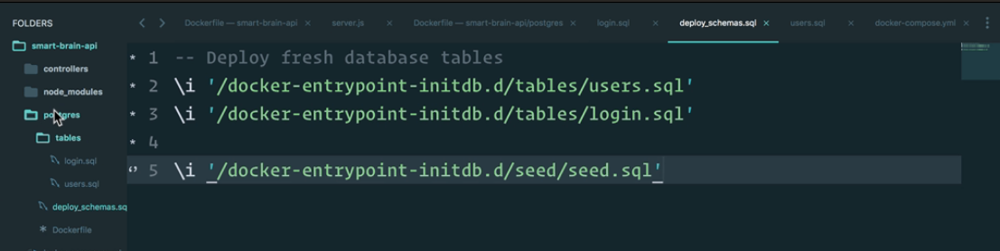 FOLDERS
smart-brain-api
controllers
node_modules
postgres
tables
login.sql
users.sql
deploy_schemas.sq
Dockerfile
Dockerfile — smart-brain-api
server.js
Dockerfile — smart-brain-api/postgres
login.sql
deploy_schemas.sql
users.sql
docker-compose.yml
1 -- Deploy fresh database tables
2 \i '/docker-entrypoint-initdb.d/tables/users.sql'
3 \i '/docker-entrypoint-initdb.d/tables/login.sql'
4
5 \i '/docker-entrypoint-initdb.d/seed/seed.sql'